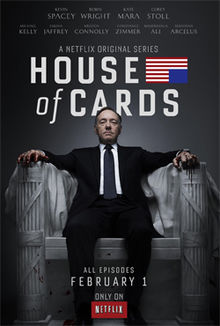 KEVIN ROBIN KATE COREY
SPACEY WRIGHT MARA STOLL
MICHAEL SAKINA KRISTEN CONSTANCE MAHERSHALA SEBASTIAN
KELLY JAFFREY CONNOLLY ZIMMER ALI ARCELUS
A NETFLIX ORIGINAL SERIES
HOUSE
of CARDS
ALL EPISODES
FEBRUARY 1
ONLY ON
NETFLIX